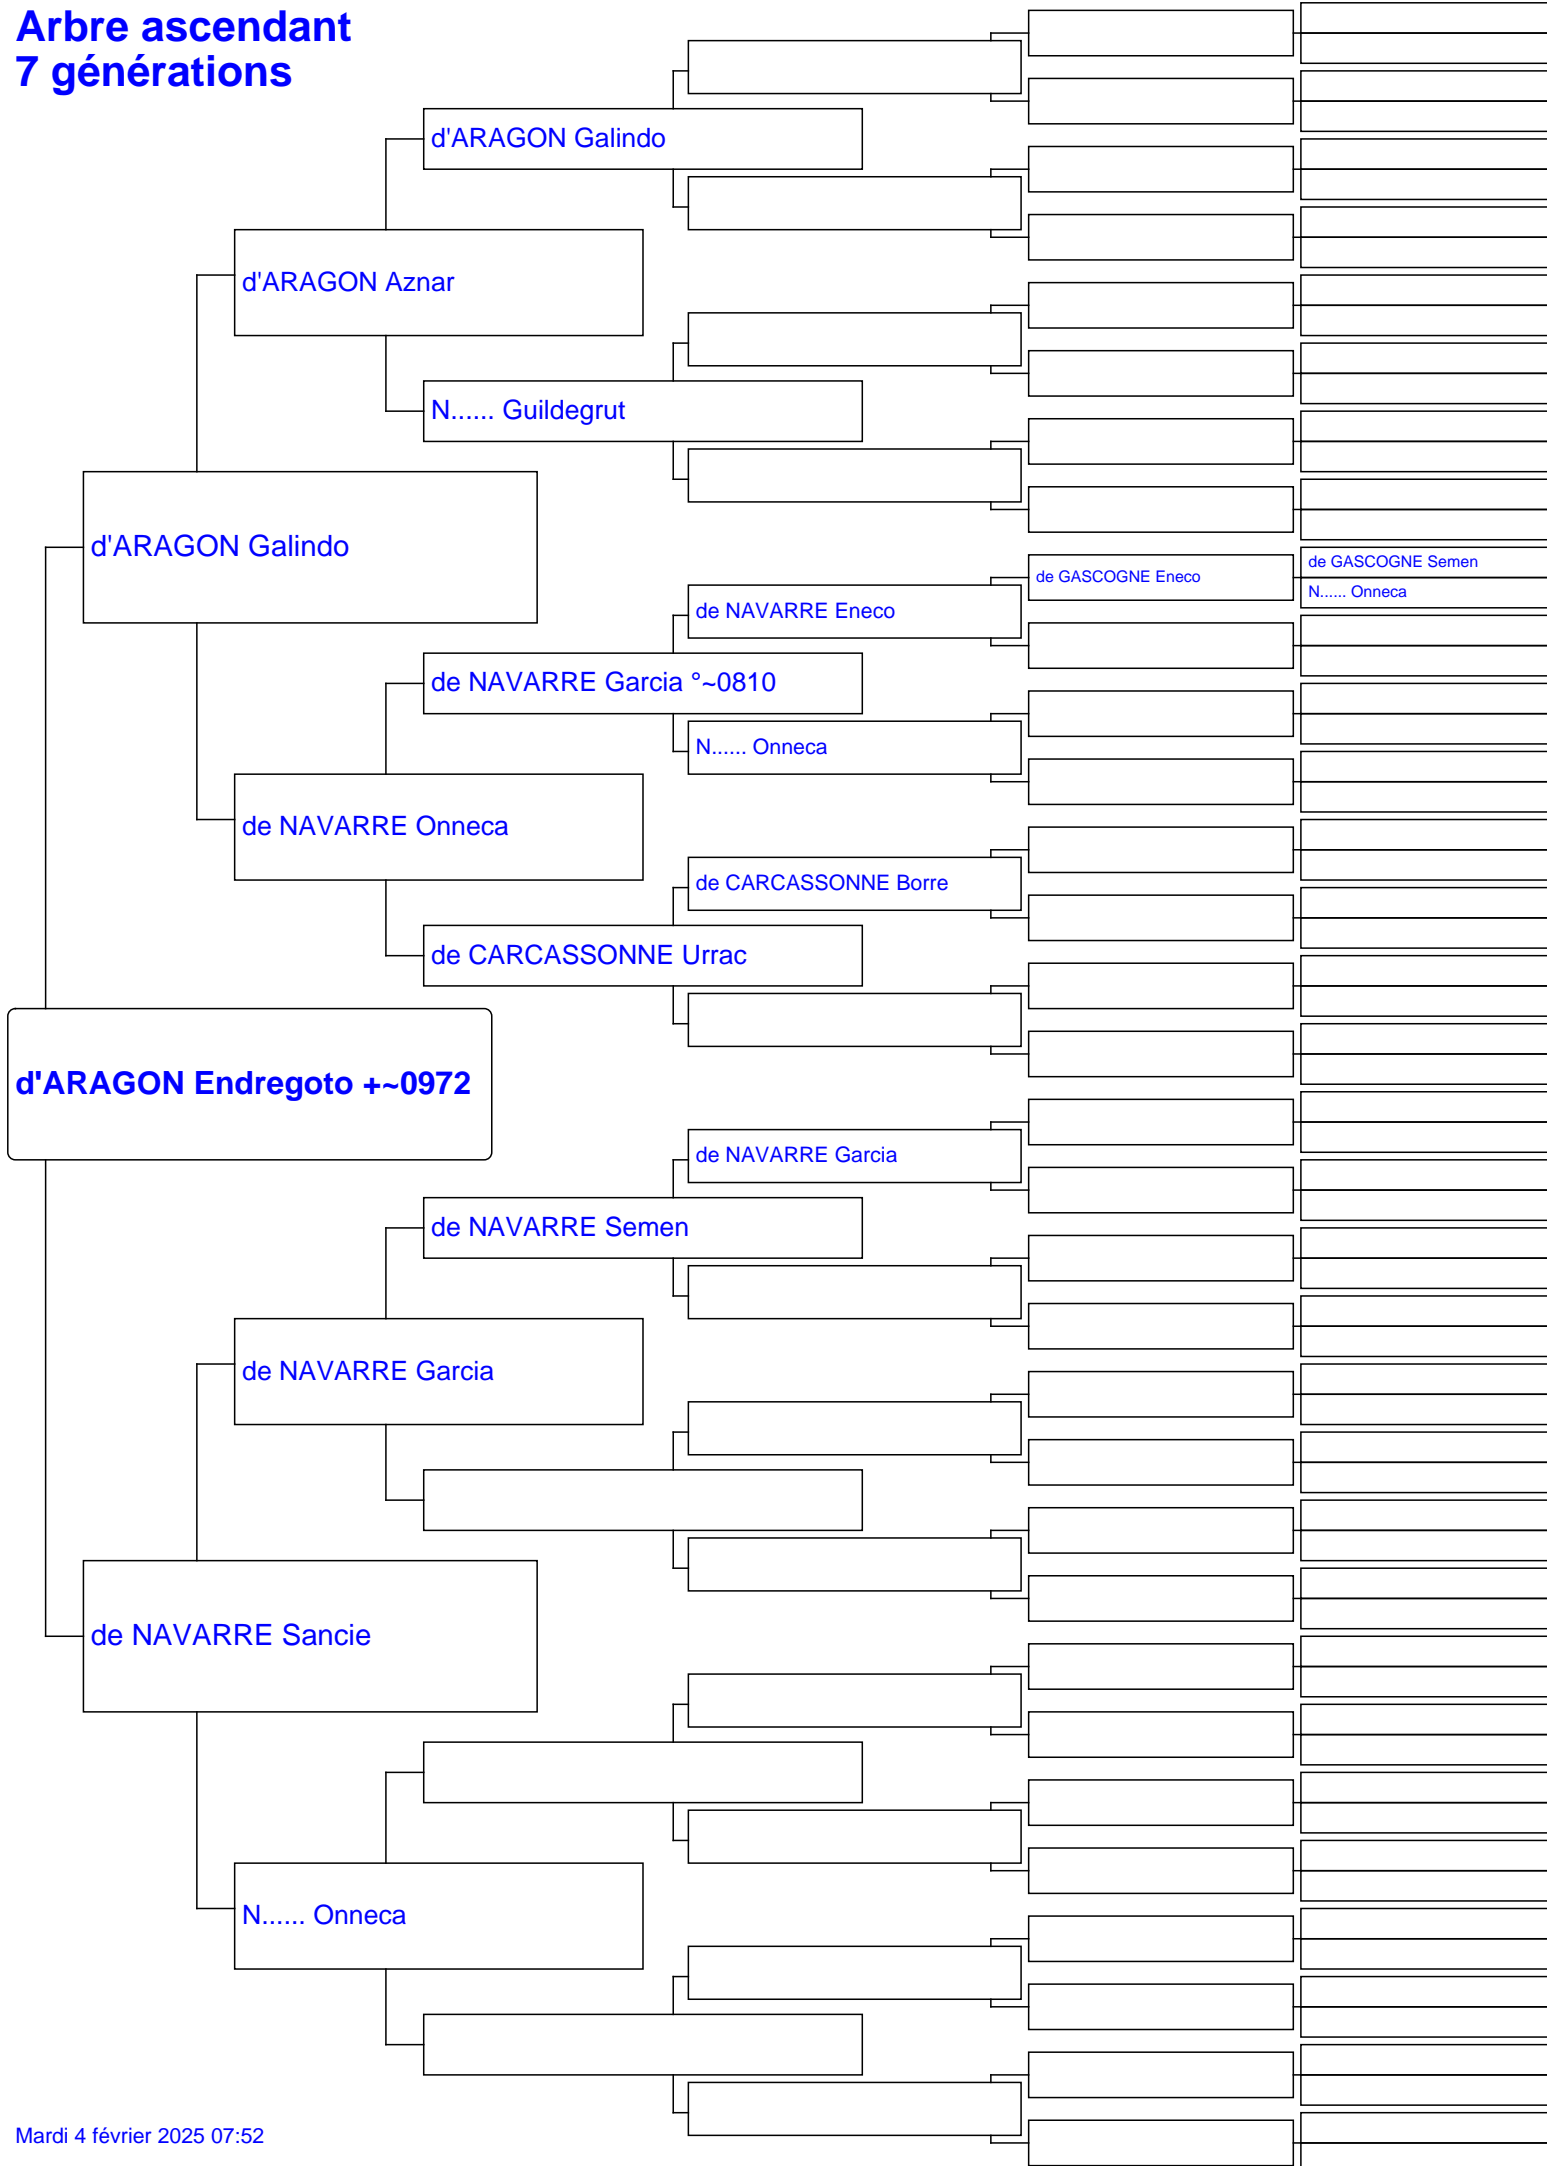 Arbre ascendant
7 générations
d'ARAGON Galindo
d'ARAGON Aznar
N...... Guildegrut
d'ARAGON Galindo
de GASCOGNE Semen
de GASCOGNE Eneco
N...... Onneca
de NAVARRE Eneco
de NAVARRE Garcia °~0810
N...... Onneca
de NAVARRE Onneca
de CARCASSONNE Borre
de CARCASSONNE Urrac
d'ARAGON Endregoto +~0972
de NAVARRE Garcia
de NAVARRE Semen
de NAVARRE Garcia
de NAVARRE Sancie
N...... Onneca
Mardi 4 février 2025 07:52